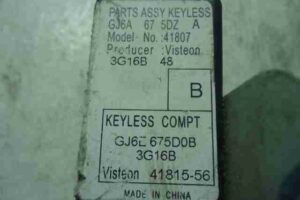 PARTS ASSY KEYLESS
GJ6A 67 5DZ A
Model No. :41807
Producer : Visteon
3G16B 48
B
KEYLESS COMPT
GJ6E 675D0B
3G16B
Visteon 41815-56
MADE IN CHINA